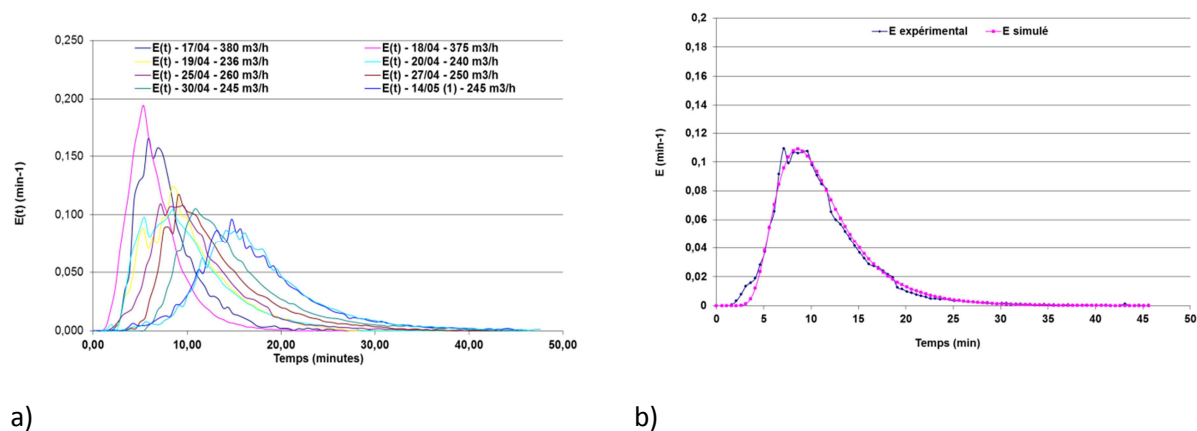 0,250
0,200
0,150
0,100
0,050
0,000
E(t) (min-1)
E(t) - 17/04 - 380 m3/h
E(t) - 18/04 - 375 m3/h
E(t) - 19/04 - 236 m3/h
E(t) - 20/04 - 240 m3/h
E(t) - 25/04 - 260 m3/h
E(t) - 27/04 - 250 m3/h
E(t) - 30/04 - 245 m3/h
E(t) - 14/05 (1) - 245 m3/h
0,00 10,00 20,00 30,00 40,00 50,00
Temps (minutes)
a)
0,2
0,18
0,16
0,14
0,12
0,1
0,08
0,06
0,04
0,02
0
E (min-1)
E expérimental E simulé
0 5 10 15 20 25 30 35 40 45 50
Temps (min)
b)